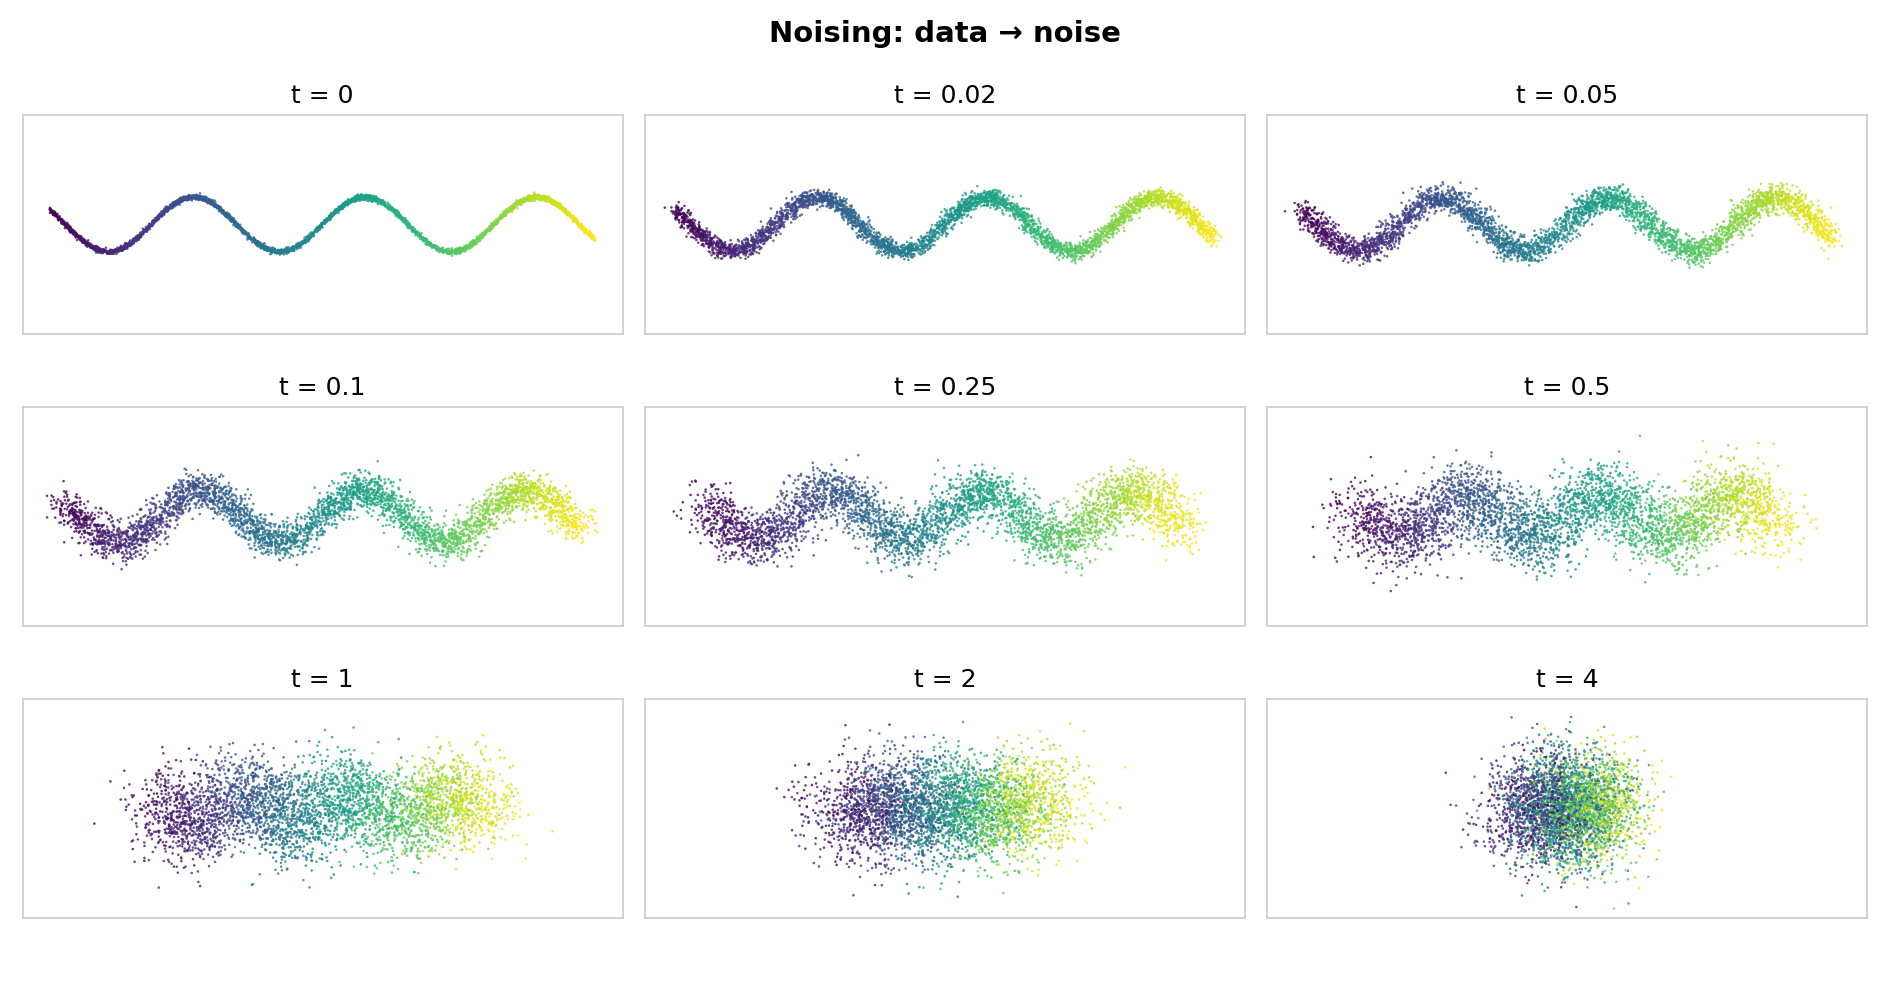 Noising: data → noise
t = 0
t = 0.02
t = 0.05
t = 0.1
t = 0.25
t = 0.5
t = 1
t = 2
t = 4